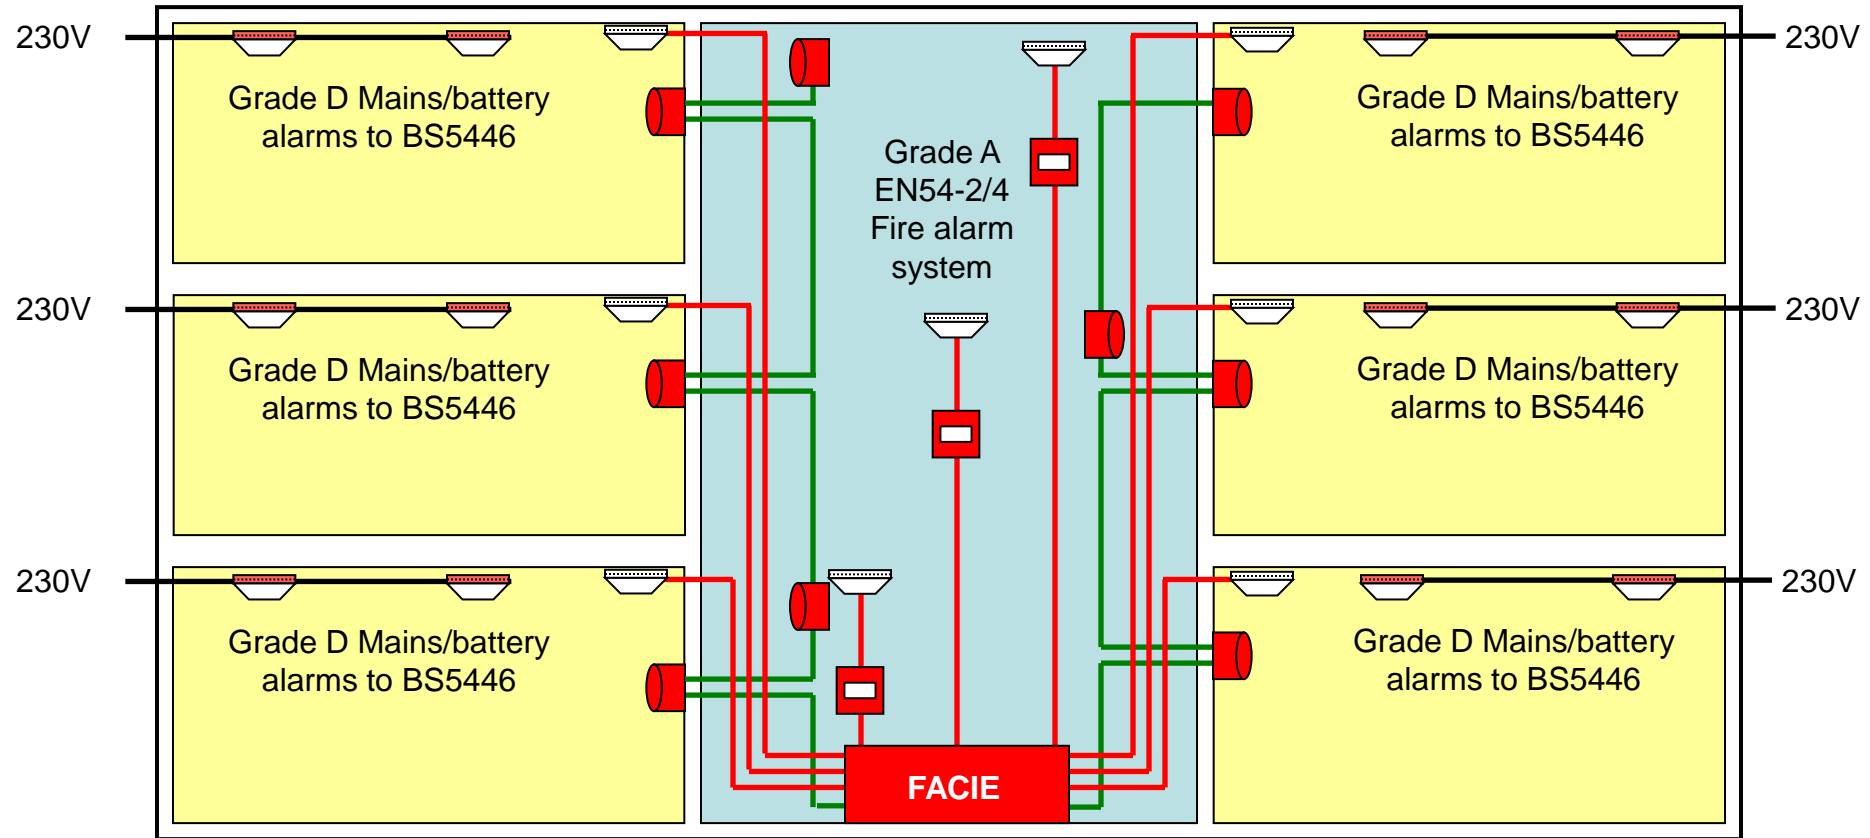 230V
Grade D Mains/battery
alarms to BS5446
Grade A
EN54-2/4
Fire alarm
system
Grade D Mains/battery
alarms to BS5446
230V
230V
Grade D Mains/battery
alarms to BS5446
Grade D Mains/battery
alarms to BS5446
230V
230V
Grade D Mains/battery
alarms to BS5446
Grade D Mains/battery
alarms to BS5446
230V
FACIE